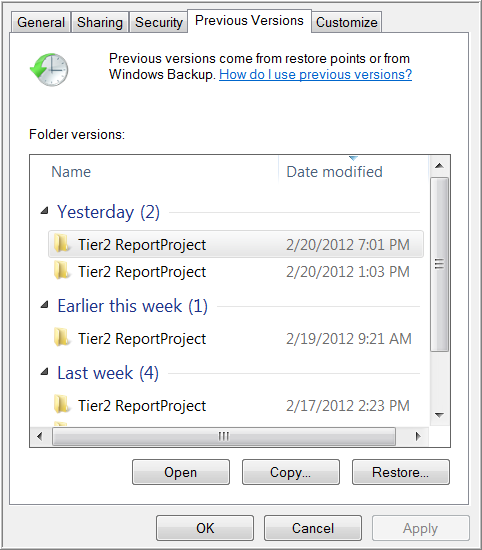 General
Sharing
Security
Previous Versions
Customize
Previous versions come from restore points or from
Windows Backup. How do I use previous versions?
Folder versions:
Name Date modified
Yesterday (2)
Tier2 ReportProject 2/20/2012 7:01 PM
Tier2 ReportProject 2/20/2012 1:03 PM
Earlier this week (1)
Tier2 ReportProject 2/19/2012 9:21 AM
Last week (4)
Tier2 ReportProject 2/17/2012 2:23 PM
Open
Copy...
Restore...
OK
Cancel
Apply